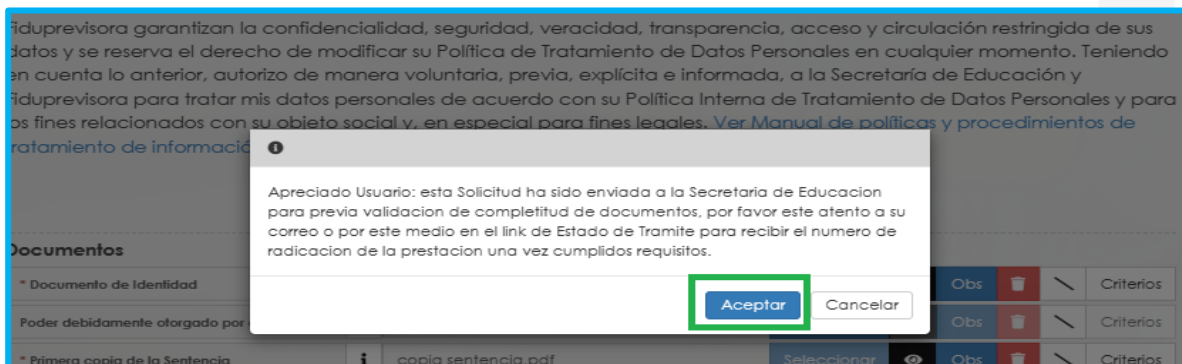 iduprevisora garantizan la confidencialidad, seguridad, veracidad, transparencia, acceso y circulación restringida de sus
datos y se reserva el derecho de modificar su Política de Tratamiento de Datos Personales en cualquier momento. Teniendo
en cuenta lo anterior, autorizo de manera voluntaria, previa, explícita e informada, a la Secretaría de Educación y
iduprevisora para tratar mis datos personales de acuerdo con su Política Interna de Tratamiento de Datos Personales y para
os fines relacionados con su objeto social y, en especial para fines legales. Ver Manual de políticas y procedimientos de
ratamiento de informació
Apreciado Usuario: esta Solicitud ha sido enviada a la Secretaria de Educacion
para previa validacion de completitud de documentos, por favor este atento a su
correo o por este medio en el link de Estado de Tramite para recibir el numero de
radicacion de la prestacion una vez cumplidos requisitos.
Aceptar Cancelar
Documentos
* Documento de Identidad Obs Criterios
Poder debidamente otorgado por Obs Criterios
* Primera copia de la Sentencia i copia sentencia.pdf Seleccionar Obs Criterios